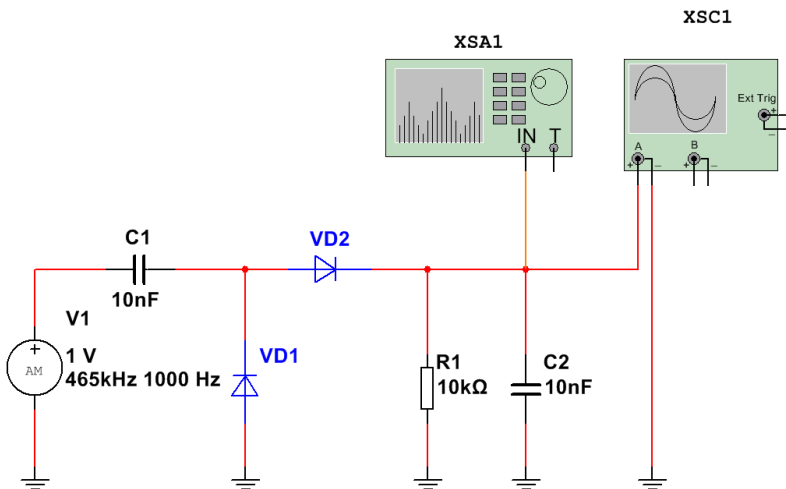 XSC1
XSA1
Ext Trig
+
_
IN T
A
B
+ _
+ _
C1
10nF
VD2
V1
+
AM
1 V
465kHz 1000 Hz
VD1
R1
10kΩ
C2
10nF